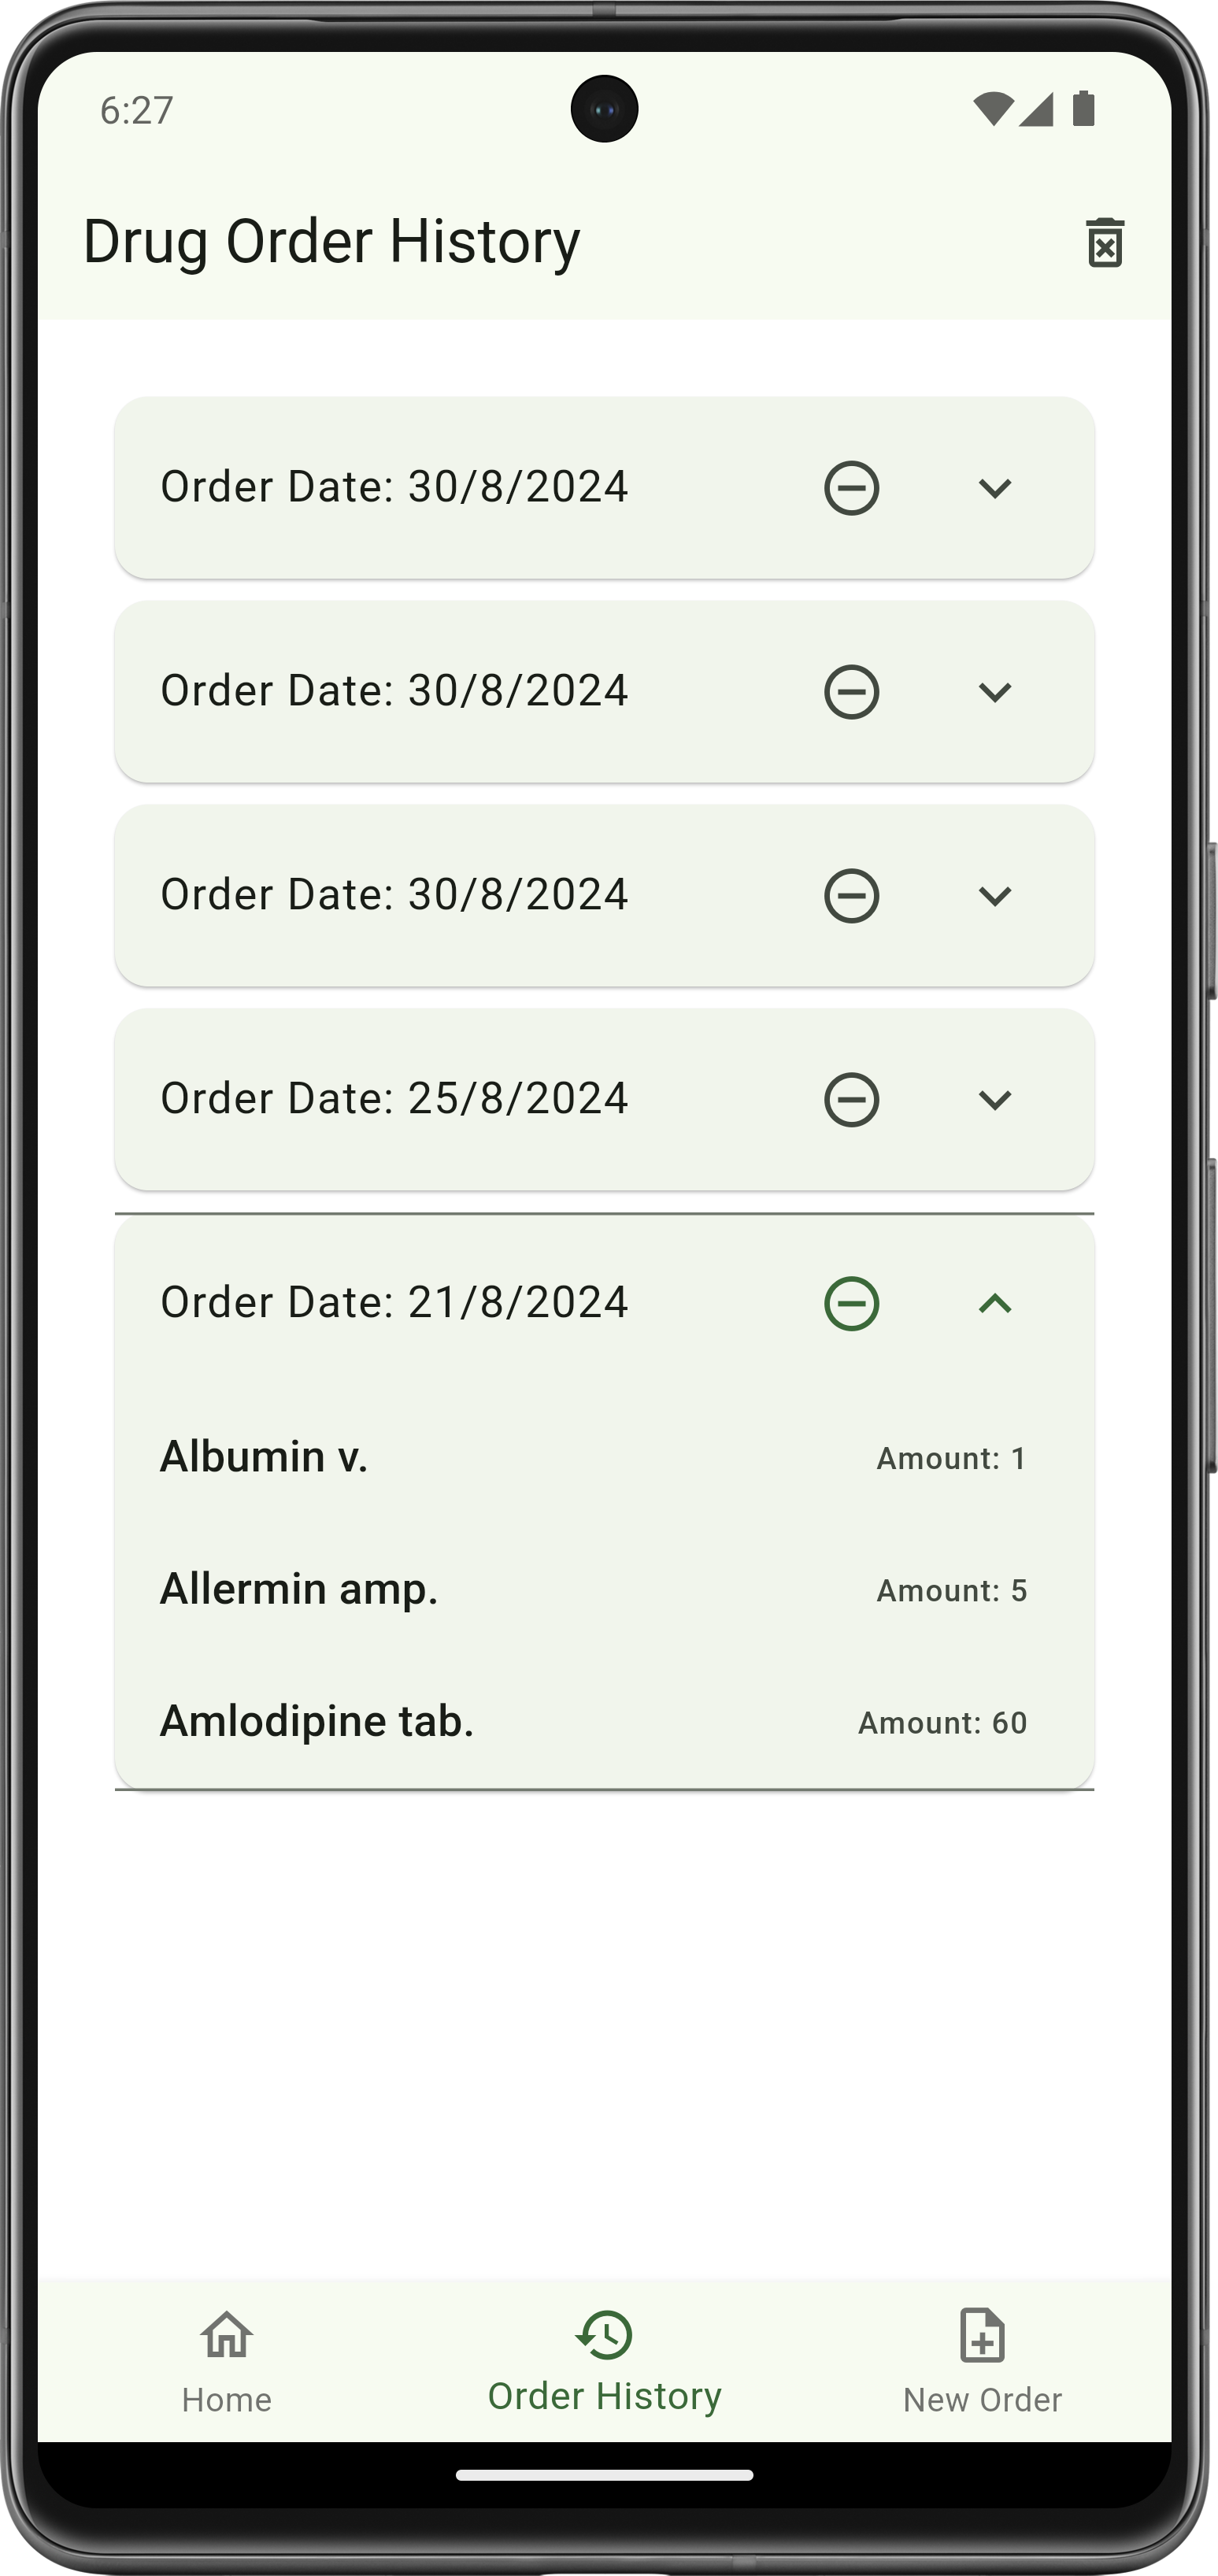 6:27
Drug Order History
Order Date: 30/8/2024
Order Date: 30/8/2024
Order Date: 30/8/2024
Order Date: 25/8/2024
Order Date: 21/8/2024
Albumin v. Amount: 1
Allermin amp. Amount: 5
Amlodipine tab. Amount: 60
Home Order History New Order